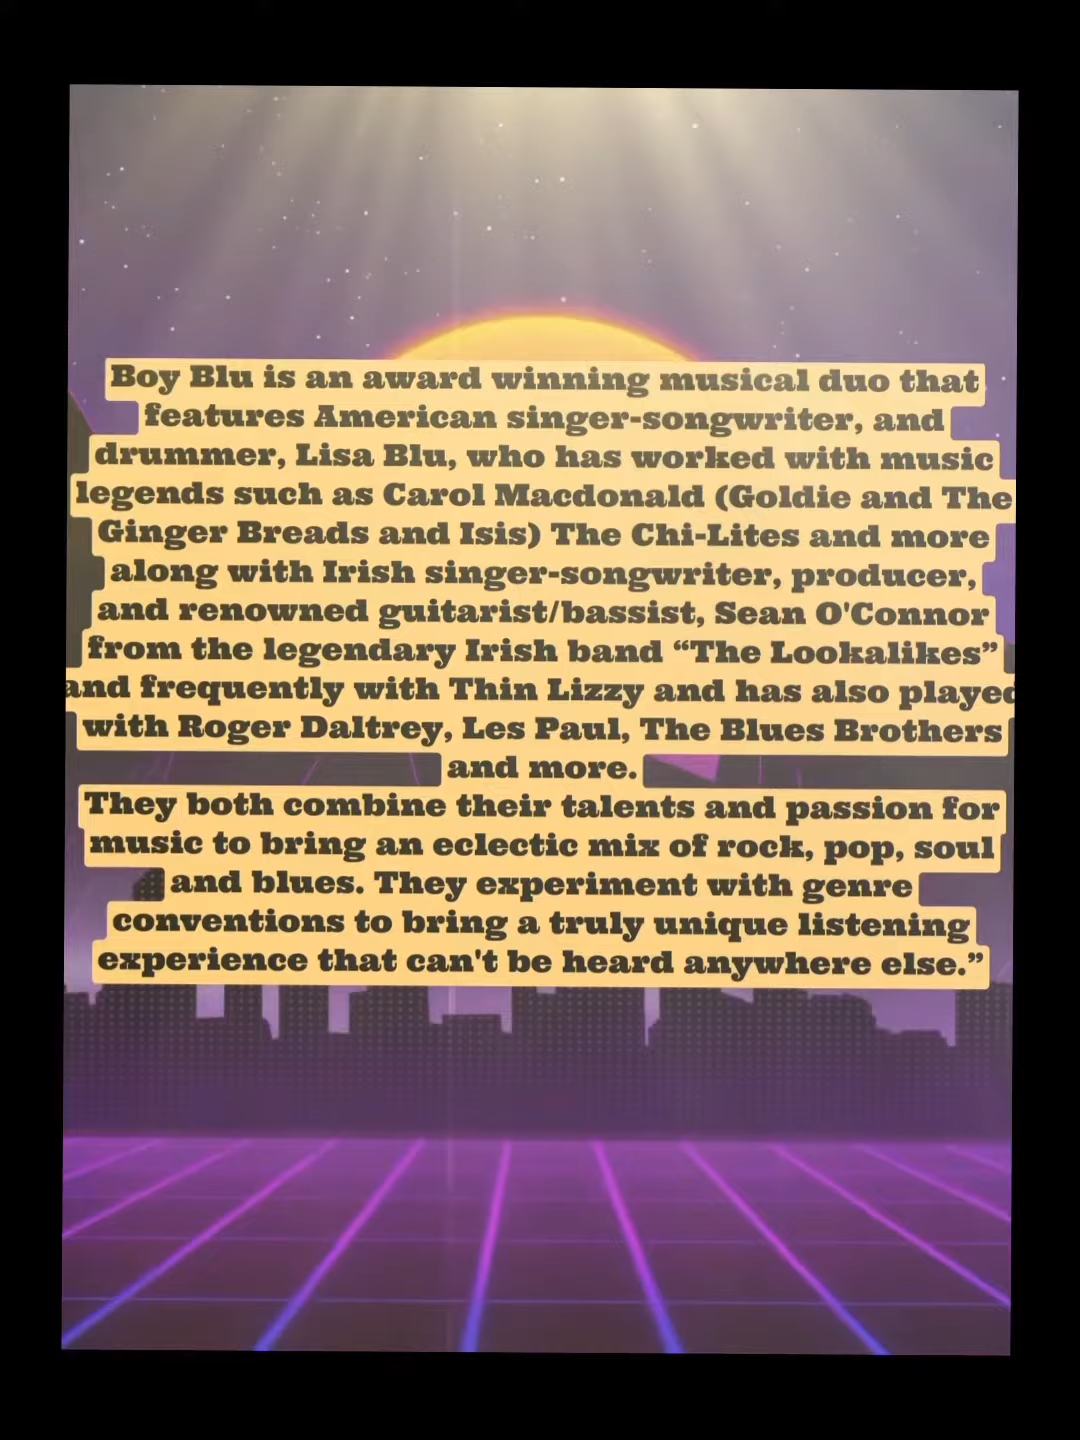 Boy Blu is an award winning musical duo that
features American singer-songwriter, and
drummer, Lisa Blu, who has worked with music
legends such as Carol Macdonald (Goldie and The
Ginger Breads and Isis) The Chi-Lites and more
along with Irish singer-songwriter, producer,
and renowned guitarist/bassist, Sean O'Connor
from the legendary Irish band “The Lookalikes”
and frequently with Thin Lizzy and has also played
with Roger Daltrey, Les Paul, The Blues Brothers
and more.
They both combine their talents and passion for
music to bring an eclectic mix of rock, pop, soul
and blues. They experiment with genre
conventions to bring a truly unique listening
experience that can't be heard anywhere else.”